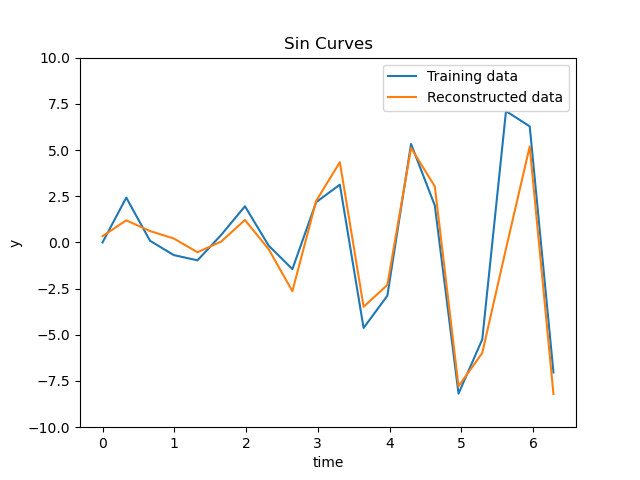 Sin Curves
Training data
Reconstructed data
10.0
7.5
5.0
2.5
0.0
−2.5
−5.0
−7.5
−10.0
y
0 1 2 3 4 5 6
time